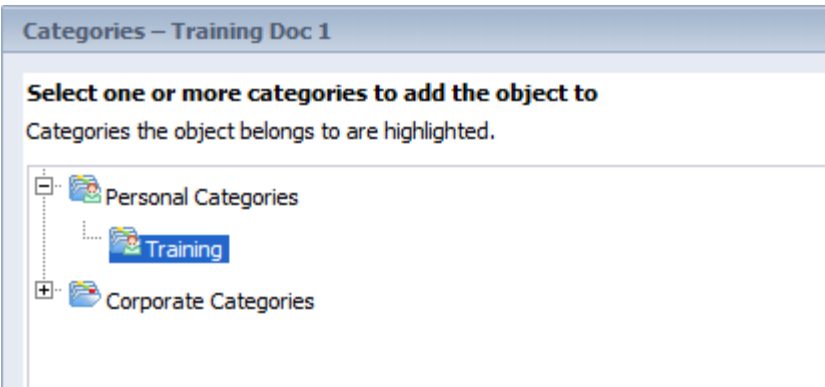 Categories – Training Doc 1
Select one or more categories to add the object to
Categories the object belongs to are highlighted.
Personal Categories
Training
Corporate Categories